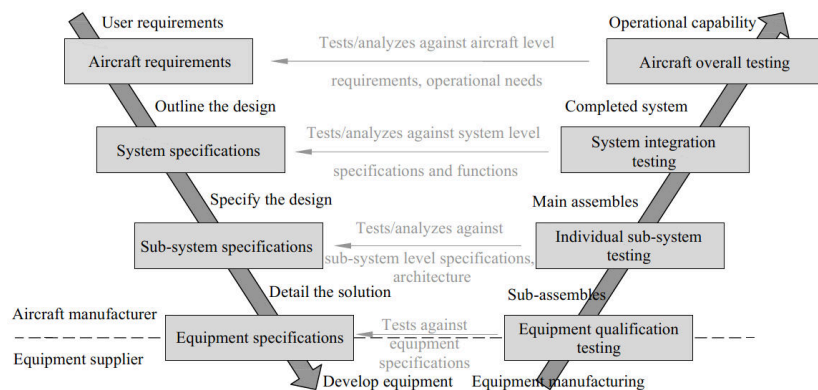 User requirements
Operational capability
Aircraft requirements
Tests/analyzes against aircraft level
requirements, operational needs
Aircraft overall testing
Outline the design
Completed system
System specifications
Tests/analyzes against system level
specifications and functions
System integration
testing
Specify the design
Main assembles
Sub-system specifications
Tests/analyzes against
sub-system level specifications,
architecture
Individual sub-system
testing
Detail the solution
Sub-assembles
Aircraft manufacturer
Equipment supplier
Equipment specifications
Tests against
equipment
specifications
Equipment qualification
testing
Develop equipment
Equipment manufacturing